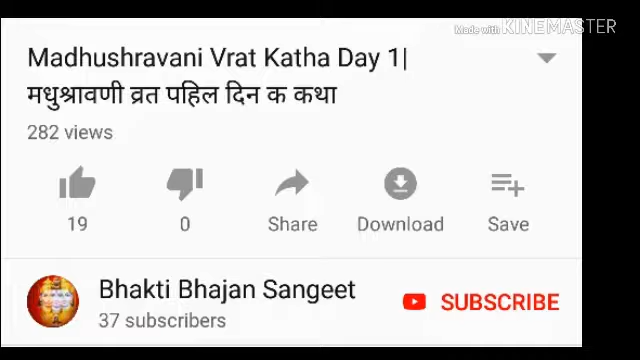 Made with KINEMASTER
Madhushravani Vrat Katha Day 1|
मधुश्रावणी व्रत पहिल दिन क कथा
282 views
19
0
Share
Download
Save
Bhakti Bhajan Sangeet
SUBSCRIBE
37 subscribers